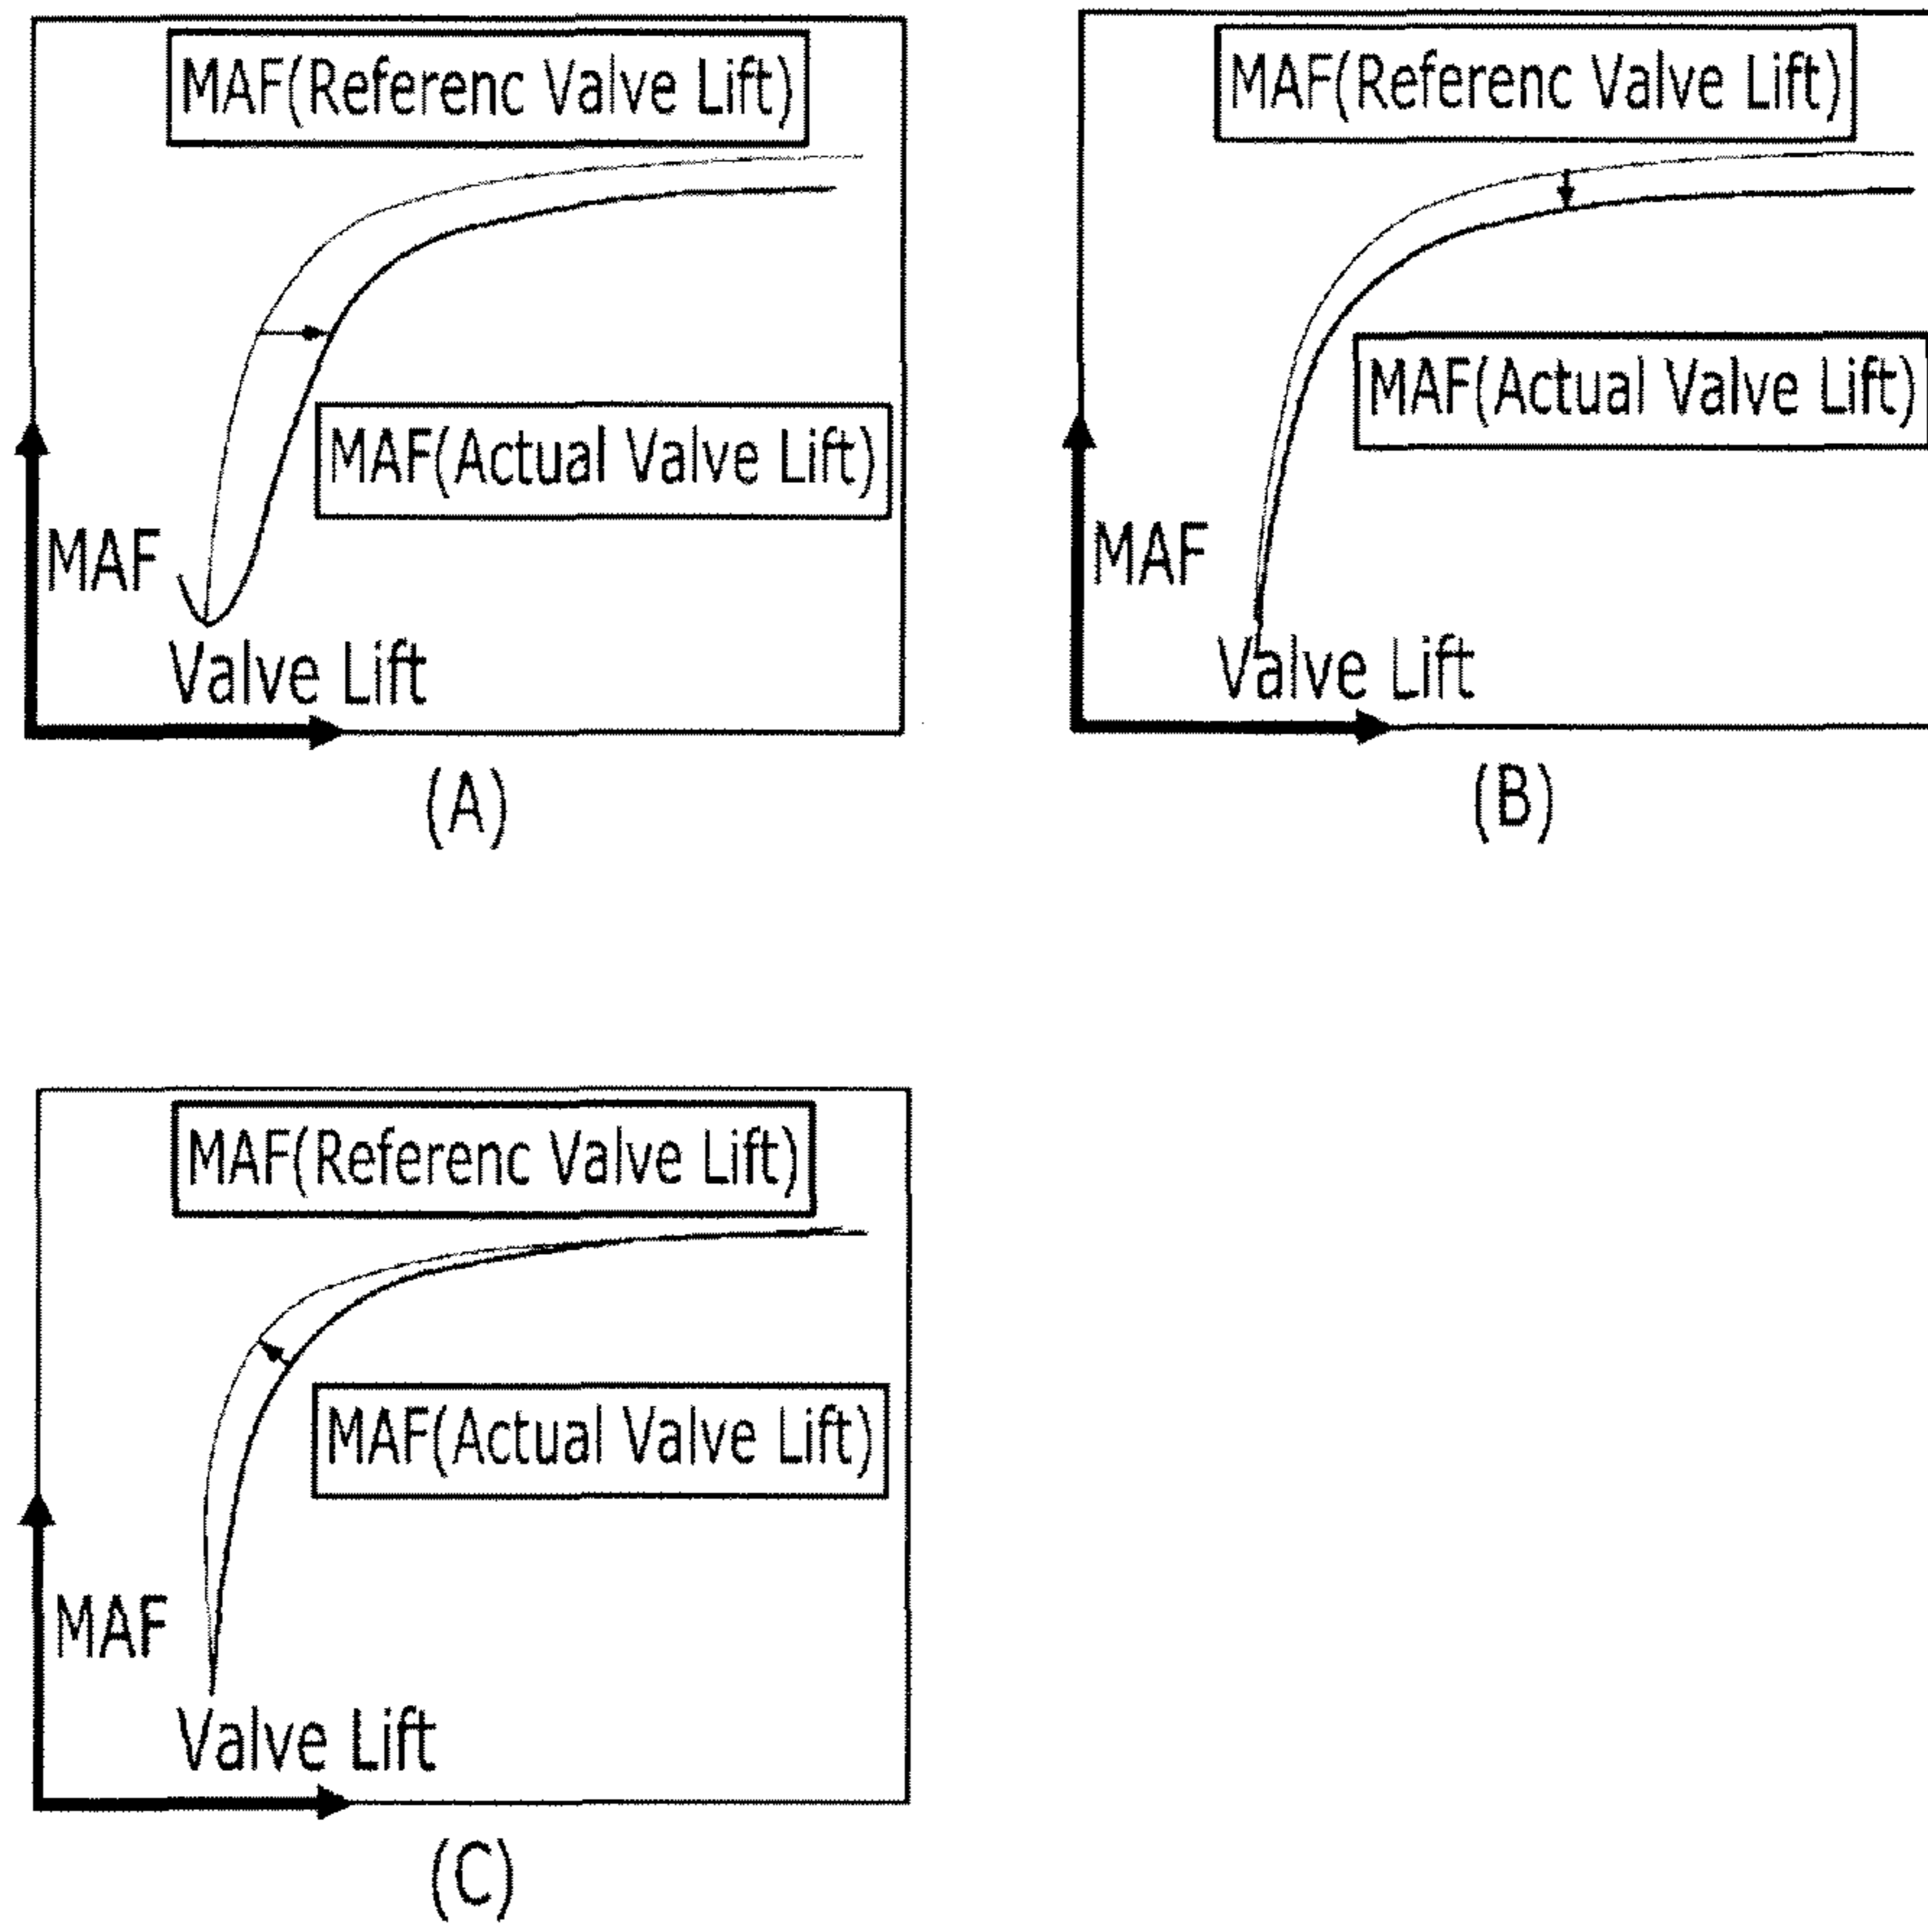 MAF(Referenc Valve Lift)
MAF(Actual Valve Lift)
MAF
Valve Lift
(A)
MAF(Referenc Valve Lift)
MAF(Actual Valve Lift)
MAF
Valve Lift
(B)
MAF(Referenc Valve Lift)
MAF(Actual Valve Lift)
MAF
Valve Lift
(C)